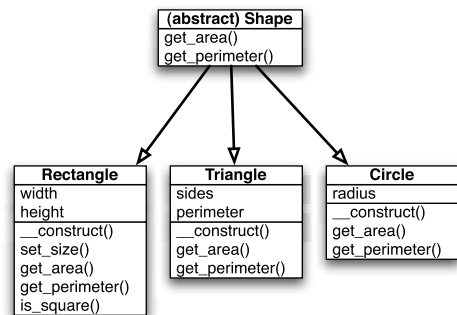 (abstract) Shape
get_area()
get_perimeter()
Rectangle
width
height
__construct()
set_size()
get_area()
get_perimeter()
is_square()
Triangle
sides
perimeter
__construct()
get_area()
get_perimeter()
Circle
radius
__construct()
get_area()
get_perimeter()